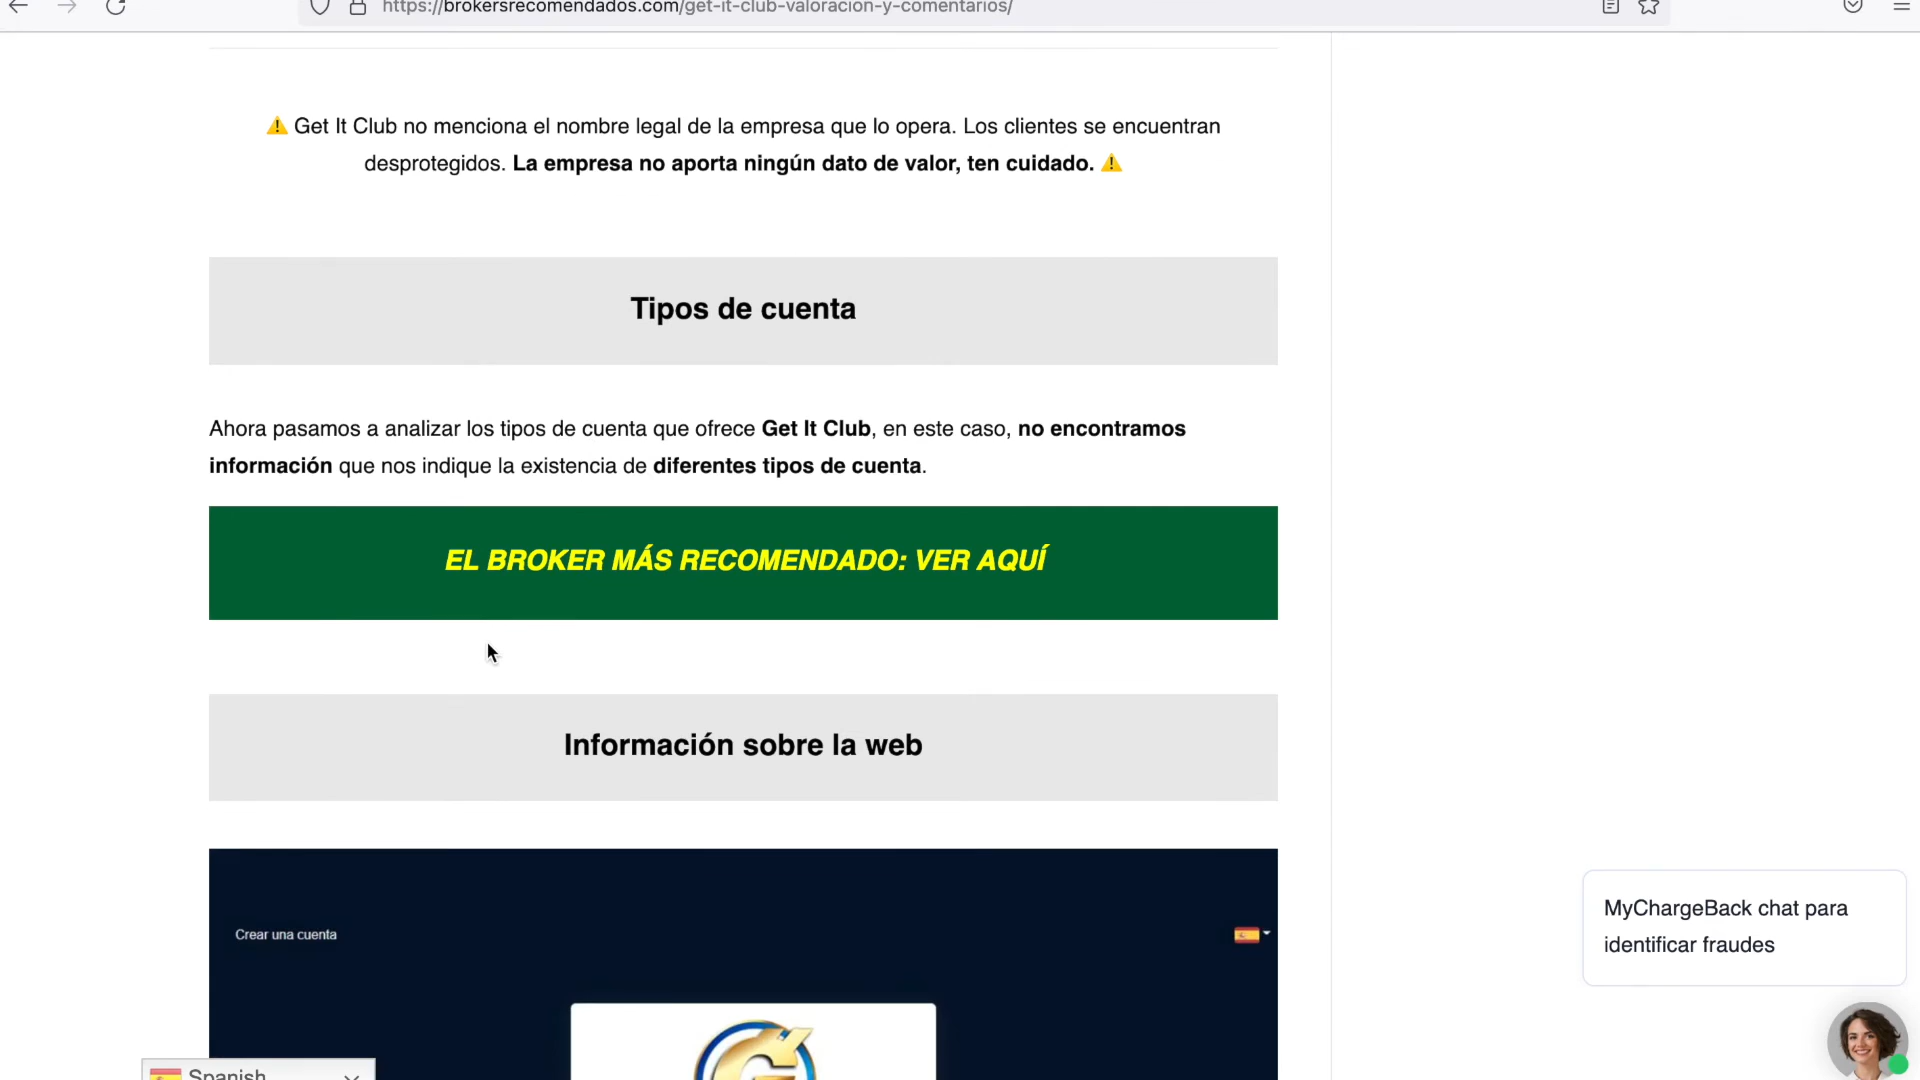 https://brokersrecomendados.com/get-it-club-valoracion-y-comentarios/
⚠️ Get It Club no menciona el nombre legal de la empresa que lo opera. Los clientes se encuentran
desprotegidos. La empresa no aporta ningún dato de valor, ten cuidado. ⚠️
Tipos de cuenta
Ahora pasamos a analizar los tipos de cuenta que ofrece Get It Club, en este caso, no encontramos
información que nos indique la existencia de diferentes tipos de cuenta.
EL BROKER MÁS RECOMENDADO: VER AQUÍ
Información sobre la web
Crear una cuenta
MyChargeBack chat para
identificar fraudes
Spanish